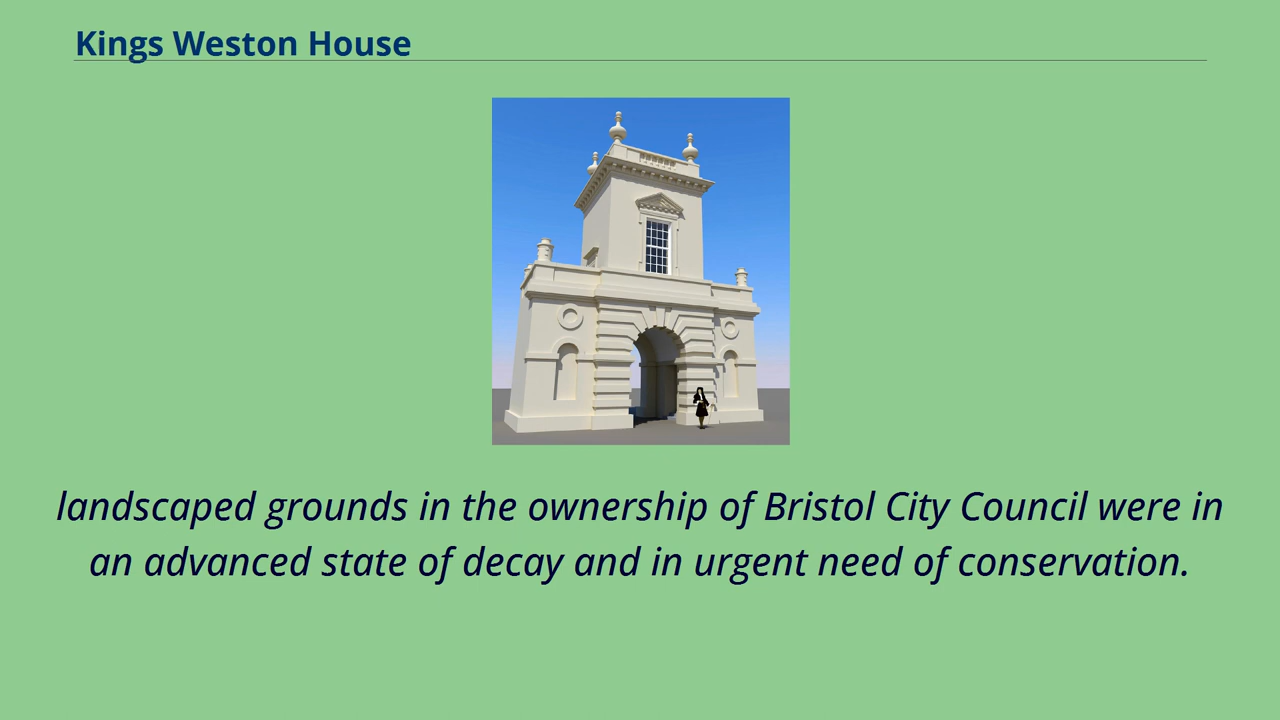 Kings Weston House
landscaped grounds in the ownership of Bristol City Council were in
an advanced state of decay and in urgent need of conservation.